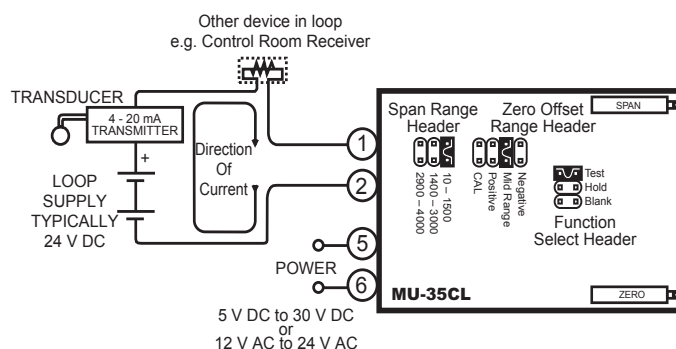 Other device in loop
e.g. Control Room Receiver
TRANSDUCER
4 - 20 mA
TRANSMITTER
+
LOOP
SUPPLY
TYPICALLY
24 V DC
Direction
Of
Current
1
2
5
POWER
6
5 V DC to 30 V DC
or
12 V AC to 24 V AC
Span Range
Header
2900 – 4000
1400 – 3000
10 – 1500
Zero Offset
Range Header
CAL
Positive
Mid Range
Negative
SPAN
Test
Hold
Blank
Function
Select Header
MU-35CL
ZERO